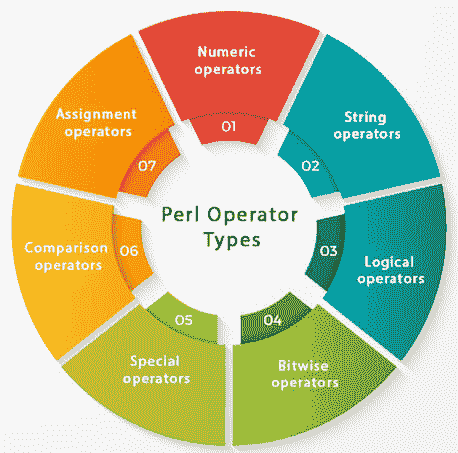 Perl Operator
Types
01
Numeric
operators
02
String
operators
03
Logical
operators
04
Bitwise
operators
05
Special
operators
06
Comparison
operators
07
Assignment
operators